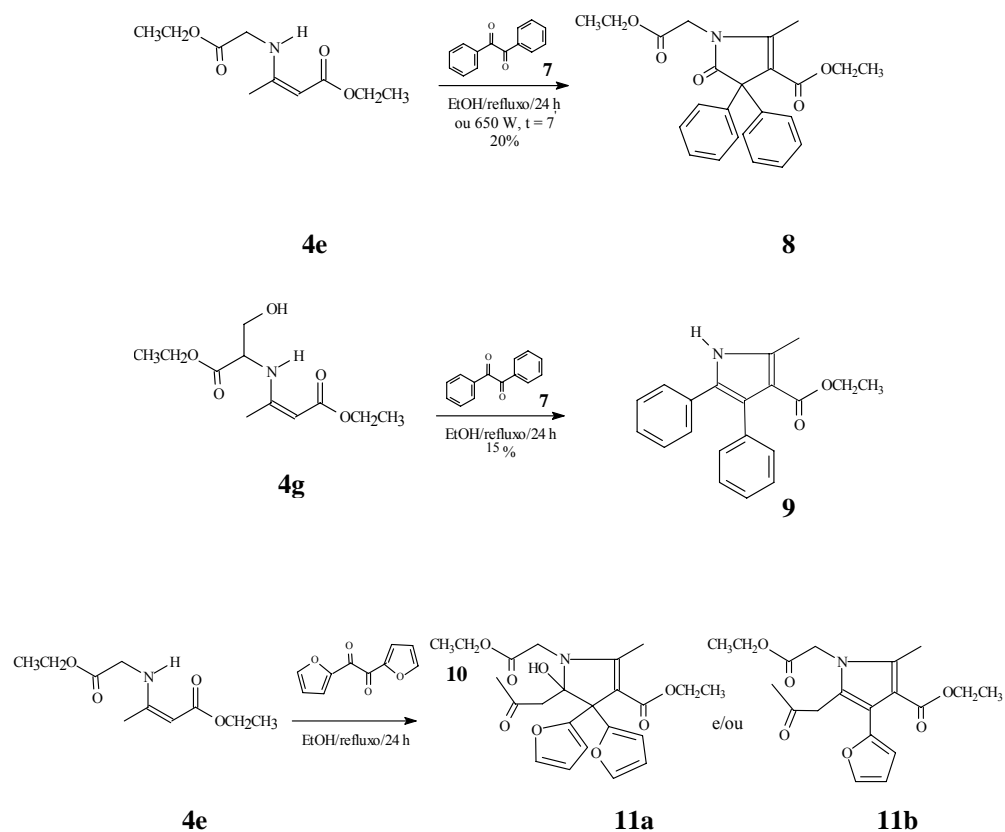 CH3CH2O
O
N
H
O
OCH2CH3
4e
O
O
7
EtOH/refluxo/24 h
ou 650 W, t = 7'
20%
CH3CH2O
O
N
O
OCH2CH3
O
8
OH
CH3CH2O
O
N
H
O
OCH2CH3
4g
O
O
7
EtOH/refluxo/24 h
15 %
H
N
OCH2CH3
O
9
CH3CH2O
O
N
H
O
OCH2CH3
4e
O
O
O
O
10
EtOH/refluxo/24 h
CH3CH2O
O
N
HO
O
OCH2CH3
O
O
O
11a
e/ou
CH3CH2O
O
N
O
OCH2CH3
O
O
11b